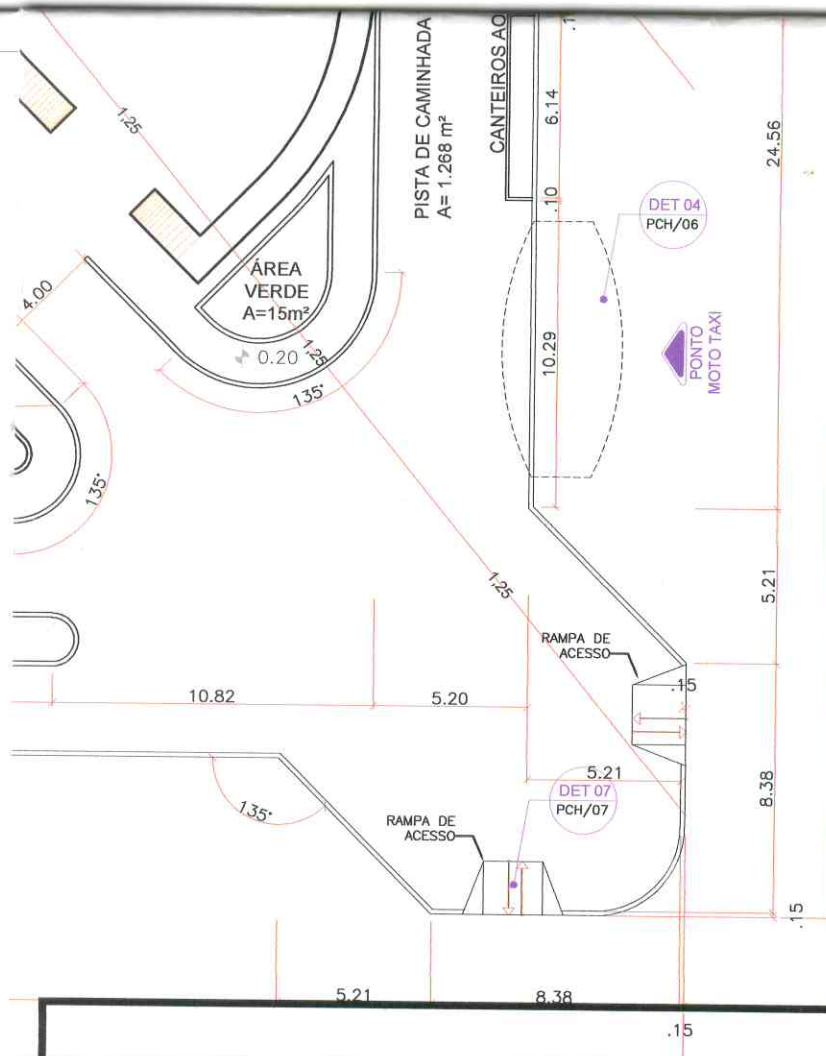 1,25
PISTA DE CAMINHADA
A= 1.268 m²
CANTEIROS AO
6.14
24.56
.10
DET 04
PCH/06
ÁREA
VERDE
A=15m²
4.00
0.20
1,25
135°
10.29
PONTO
MOTO TAXI
135°
1,25
5.21
RAMPA DE
ACESSO
.15
10.82
5.20
5.21
8.38
DET 07
PCH/07
135°
RAMPA DE
ACESSO
.15
5.21
8.38
.15